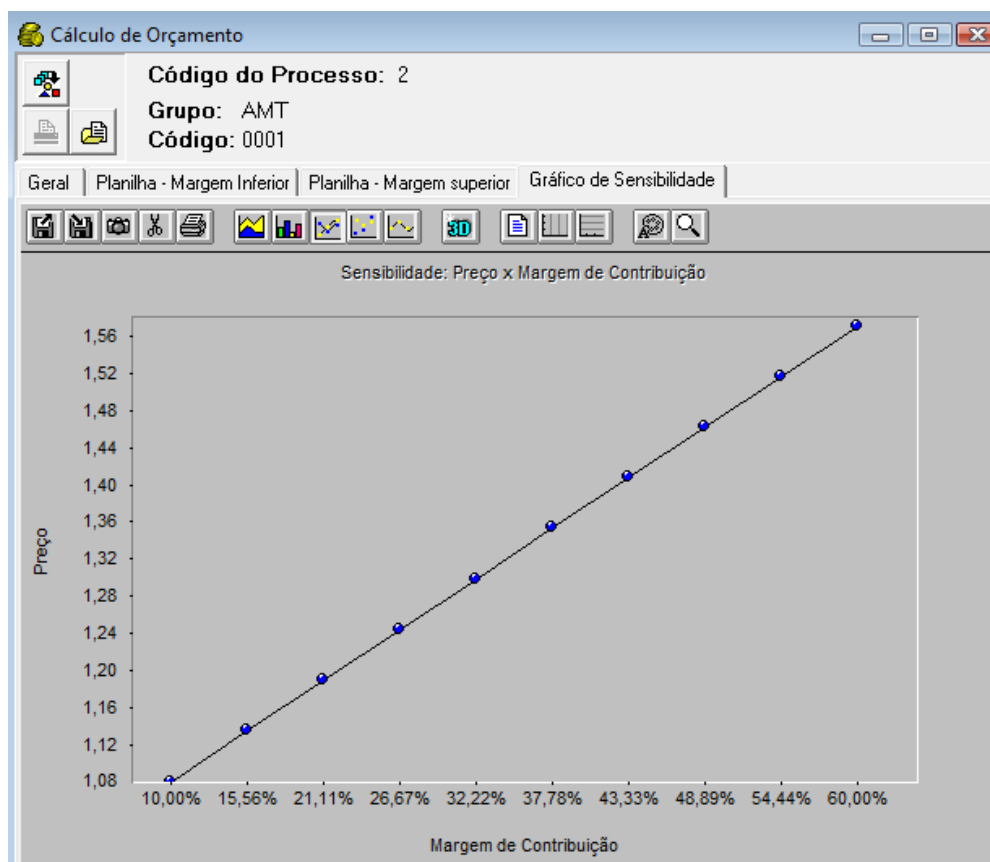 Cálculo de Orçamento
Código do Processo: 2
Grupo: AMT
Código: 0001
Geral
Planilha - Margem Inferior
Planilha - Margem superior
Gráfico de Sensibilidade
3D
Sensibilidade: Preço x Margem de Contribuição
1,56
1,52
1,48
1,44
1,40
1,36
1,32
1,28
1,24
1,20
1,16
1,12
1,08
Preço
10,00% 15,56% 21,11% 26,67% 32,22% 37,78% 43,33% 48,89% 54,44% 60,00%
Margem de Contribuição